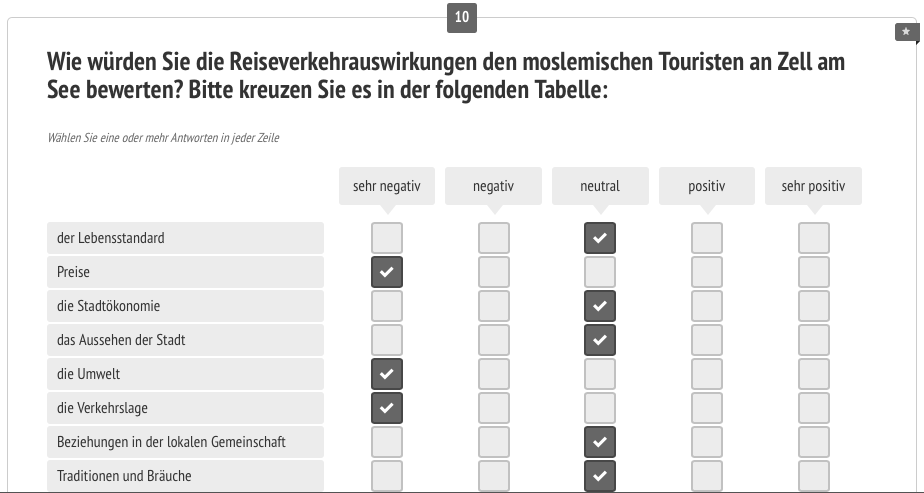 10
Wie würden Sie die Reiseverkehrauswirkungen den moslemischen Touristen an Zell am
See bewerten? Bitte kreuzen Sie es in der folgenden Tabelle:
Wählen Sie eine oder mehr Antworten in jeder Zeile
sehr negativ negativ neutral positiv sehr positiv
der Lebensstandard
Preise
die Stadtökonomie
das Aussehen der Stadt
die Umwelt
die Verkehrslage
Beziehungen in der lokalen Gemeinschaft
Traditionen und Bräuche